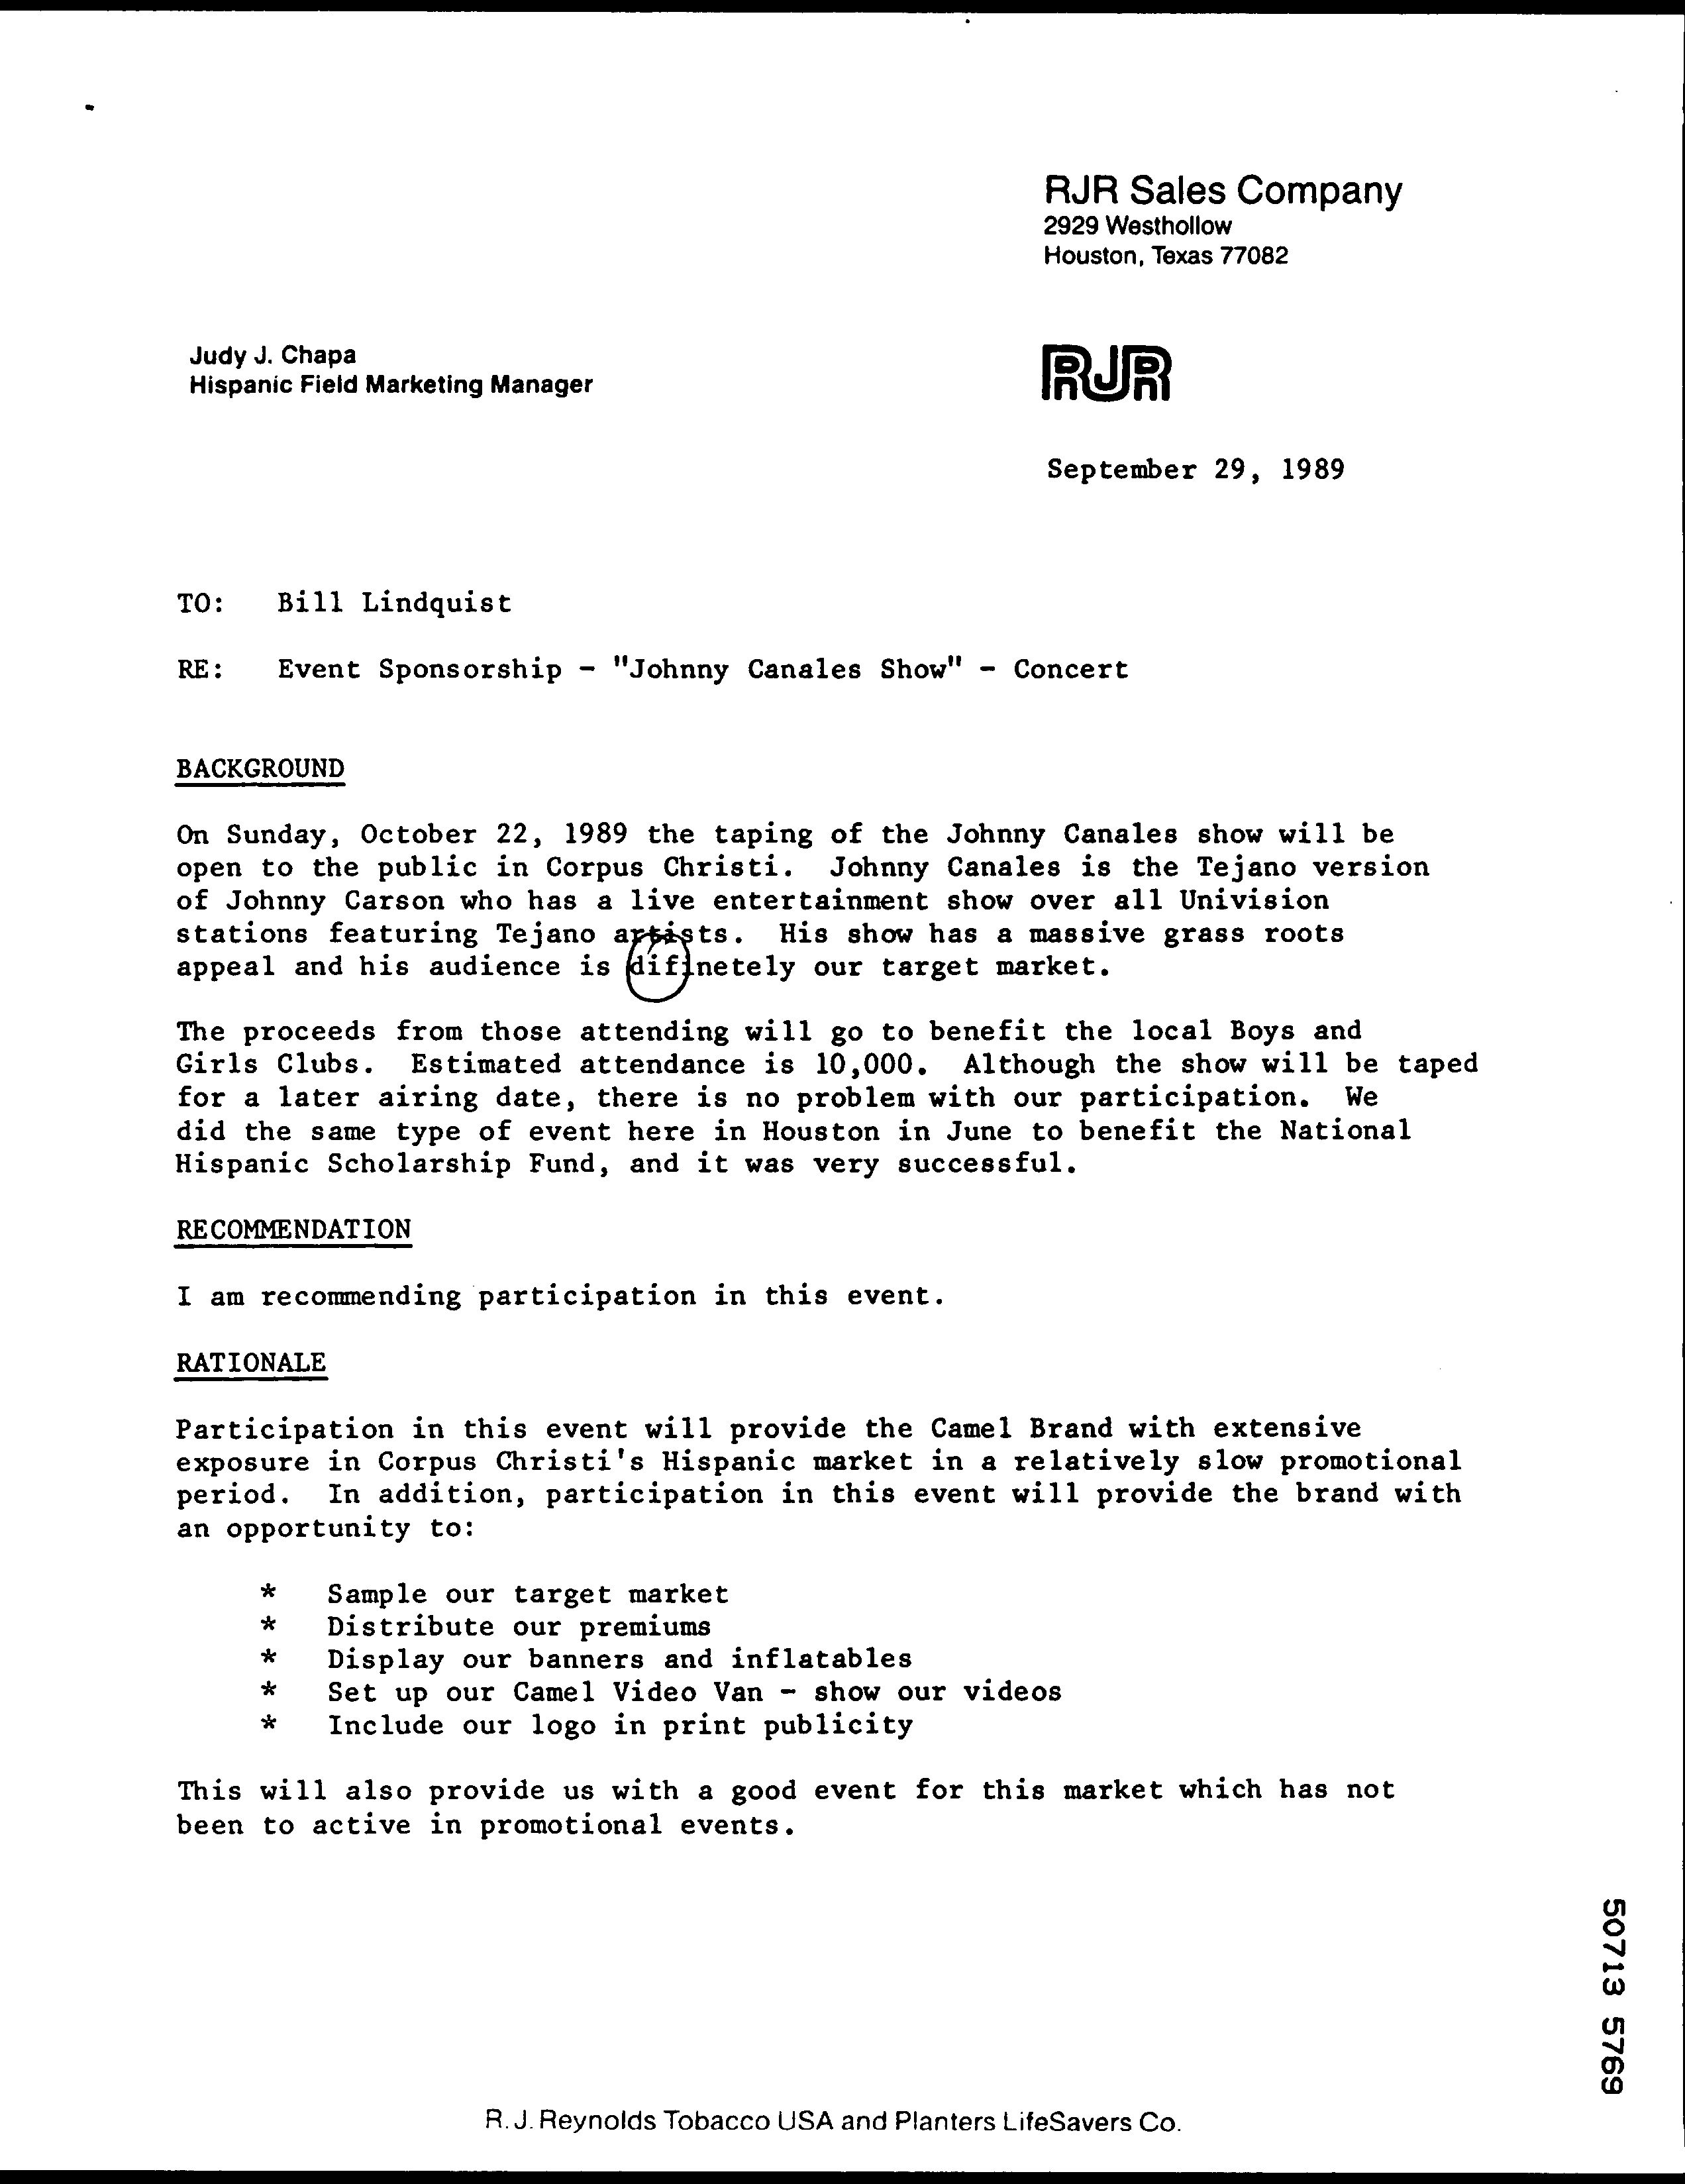 RJR Sales Company
2929 Westhollow
Houston, Texas 77082
Judy J. Chapa
Hispanic Field Marketing Manager
RJR
September 29, 1989
TO: Bill Lindquist
RE: Event Sponsorship - "Johnny Canales Show" - Concert
BACKGROUND
On Sunday, October 22, 1989 the taping of the Johnny Canales show will be
open to the public in Corpus Christi. Johnny Canales is the Tejano version
of Johnny Carson who has a live entertainment show over all Univision
stations featuring Tejano artists. His show has a massive grass roots
appeal and his audience is difinetely our target market.
The proceeds from those attending will go to benefit the local Boys and
Girls Clubs. Estimated attendance is 10,000. Although the show will be taped
for a later airing date, there is no problem with our participation. We
did the same type of event here in Houston in June to benefit the National
Hispanic Scholarship Fund, and it was very successful.
RECOMMENDATION
I am recommending participation in this event.
RATIONALE
Participation in this event will provide the Camel Brand with extensive
exposure in Corpus Christi's Hispanic market in a relatively slow promotional
period. In addition, participation in this event will provide the brand with
an opportunity to:
* Sample our target market
* Distribute our premiums
* Display our banners and inflatables
* Set up our Camel Video Van - show our videos
* Include our logo in print publicity
This will also provide us with a good event for this market which has not
been to active in promotional events.
50713 5769
R.J. Reynolds Tobacco USA and Planters LifeSavers Co.